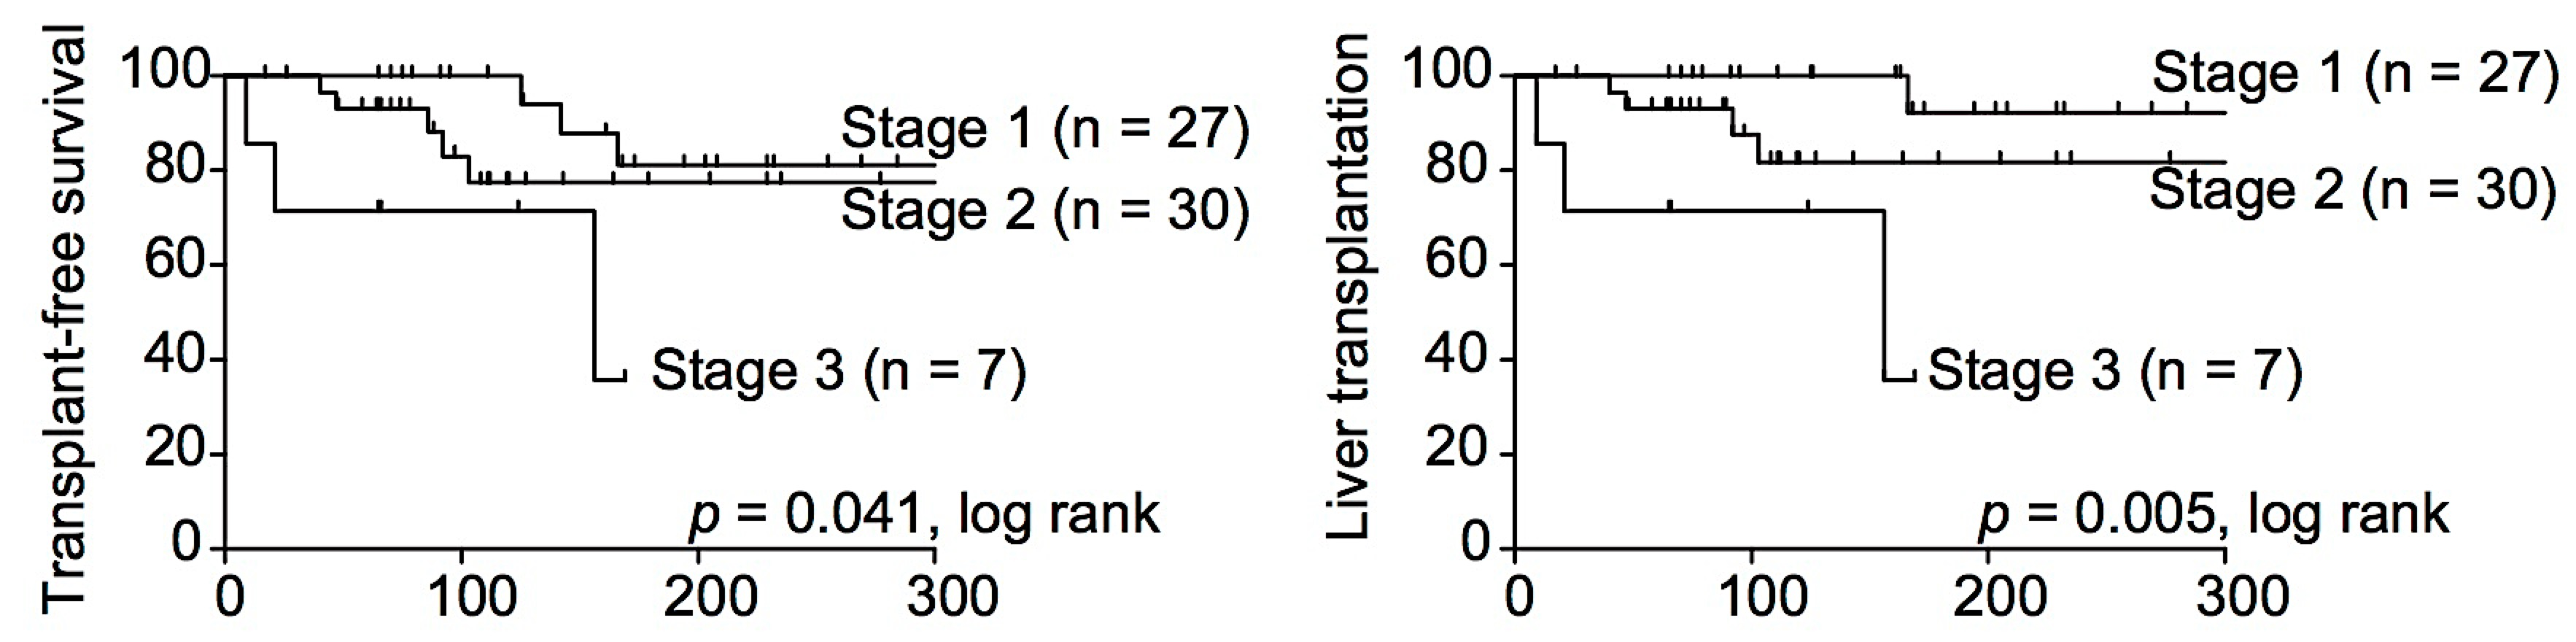 Transplant-free survival
100
80
60
40
20
0
0 100 200 300
Stage 1 (n = 27)
Stage 2 (n = 30)
Stage 3 (n = 7)
p = 0.041, log rank
Liver transplantation
100
80
60
40
20
0
0 100 200 300
Stage 1 (n = 27)
Stage 2 (n = 30)
Stage 3 (n = 7)
p = 0.005, log rank